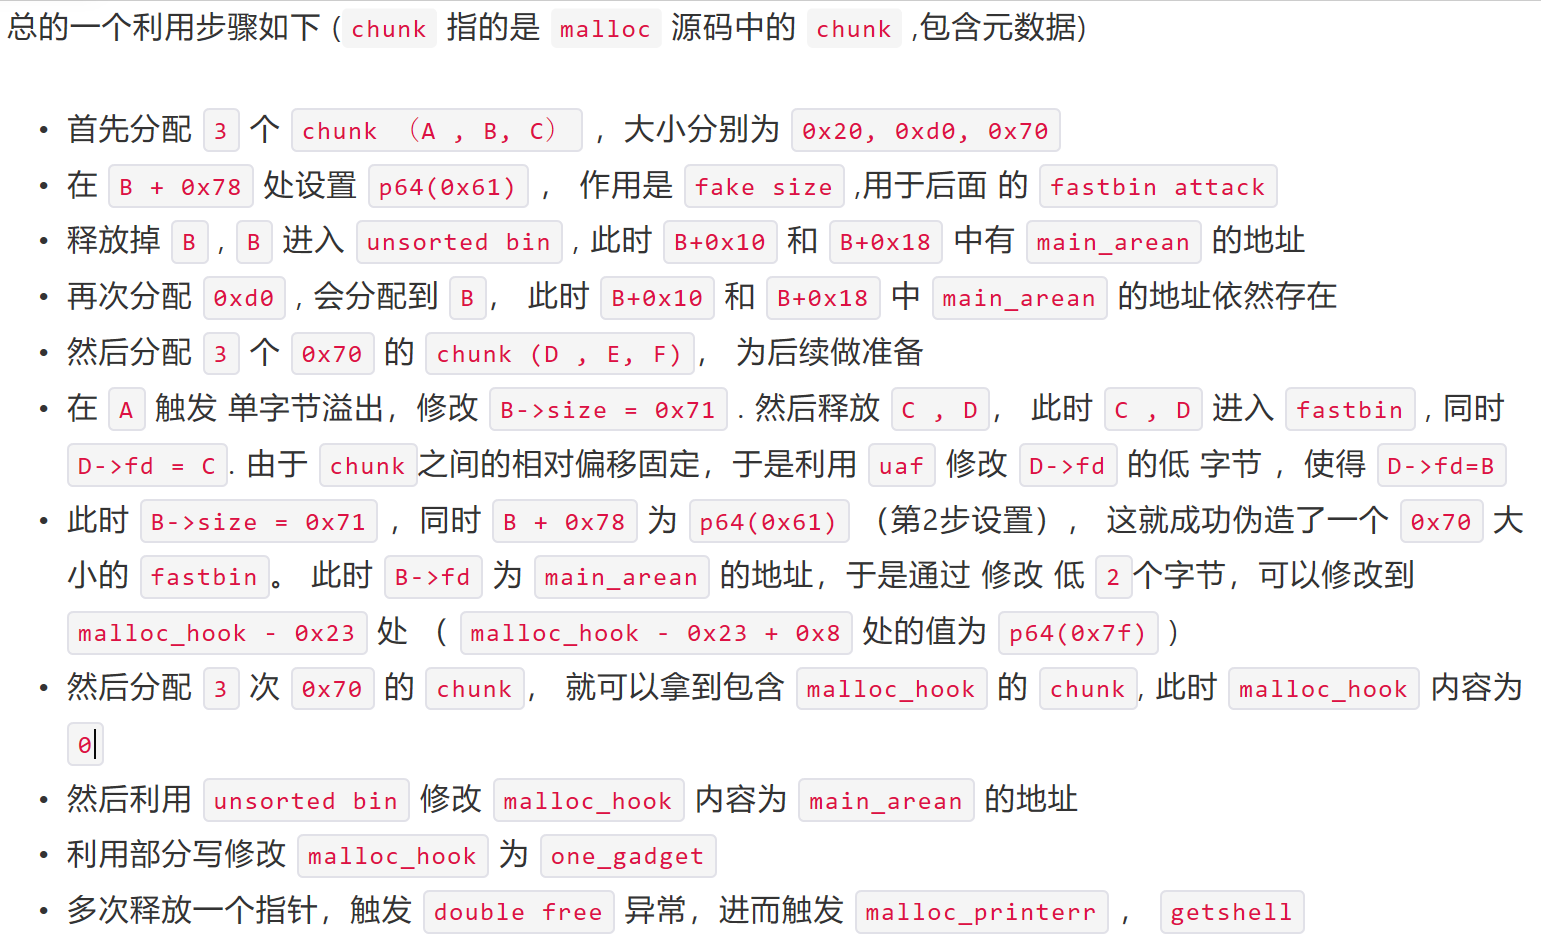 总的一个利用步骤如下 ( chunk 指的是 malloc 源码中的 chunk ,包含元数据)
• 首先分配 3 个 chunk （A , B, C） ，大小分别为 0x20, 0xd0, 0x70
• 在 B + 0x78 处设置 p64(0x61) ， 作用是 fake size ,用于后面 的 fastbin attack
• 释放掉 B , B 进入 unsorted bin , 此时 B+0x10 和 B+0x18 中有 main_arean 的地址
• 再次分配 0xd0 , 会分配到 B ， 此时 B+0x10 和 B+0x18 中 main_arean 的地址依然存在
• 然后分配 3 个 0x70 的 chunk (D , E, F) ， 为后续做准备
• 在 A 触发 单字节溢出，修改 B->size = 0x71 . 然后释放 C , D ， 此时 C , D 进入 fastbin , 同时
D->fd = C . 由于 chunk 之间的相对偏移固定，于是利用 uaf 修改 D->fd 的低 字节 ，使得 D->fd=B
• 此时 B->size = 0x71 ，同时 B + 0x78 为 p64(0x61) （第2步设置）， 这就成功伪造了一个 0x70 大
小的 fastbin 。 此时 B->fd 为 main_arean 的地址，于是通过 修改 低 2 个字节，可以修改到
malloc_hook - 0x23 处 （ malloc_hook - 0x23 + 0x8 处的值为 p64(0x7f) ）
• 然后分配 3 次 0x70 的 chunk ， 就可以拿到包含 malloc_hook 的 chunk , 此时 malloc_hook 内容为
0
• 然后利用 unsorted bin 修改 malloc_hook 内容为 main_arean 的地址
• 利用部分写修改 malloc_hook 为 one_gadget
• 多次释放一个指针，触发 double free 异常，进而触发 malloc_printerr ， getshell